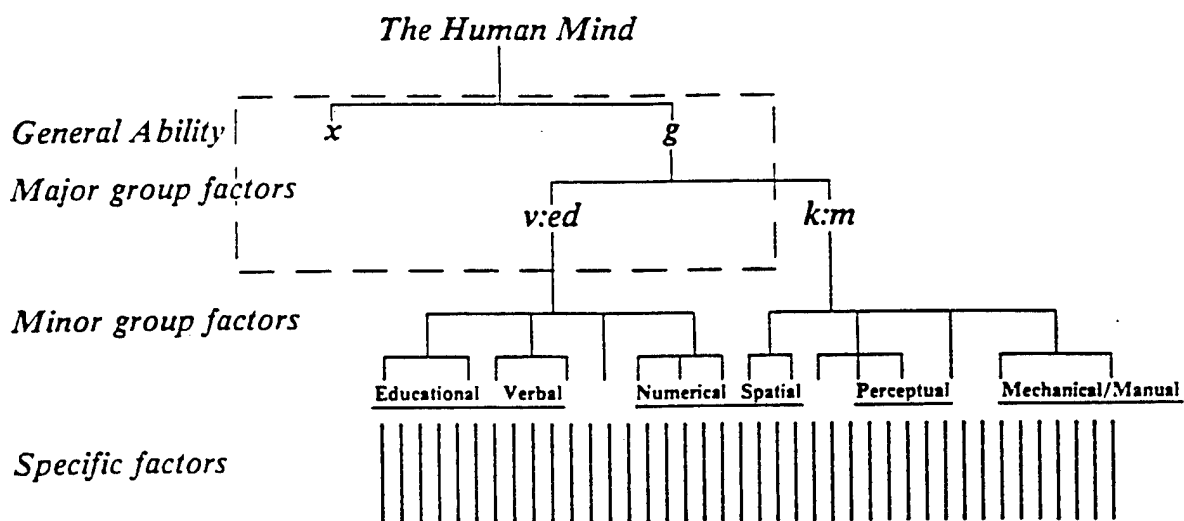 The Human Mind
General Ability x g
Major group factors
v:ed k:m
Minor group factors
Educational Verbal Numerical Spatial Perceptual Mechanical/Manual
Specific factors